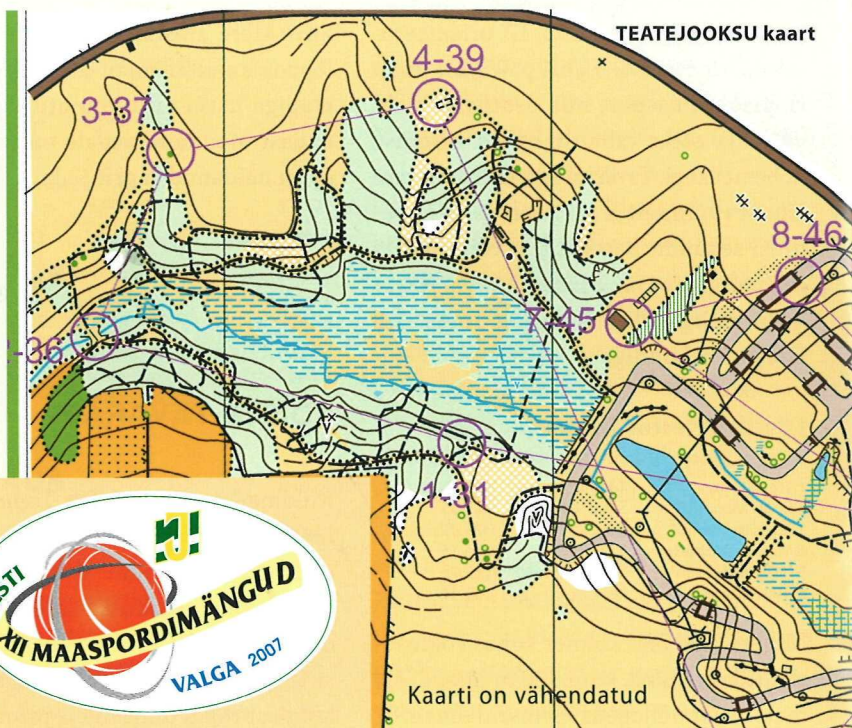 TEATEJOOKSU kaart
4-39
3-37
8-46
7-45
-36
1-31
XII MAASPORDIMÄNGUD
VALGA 2007
Kaarti on vähendatud